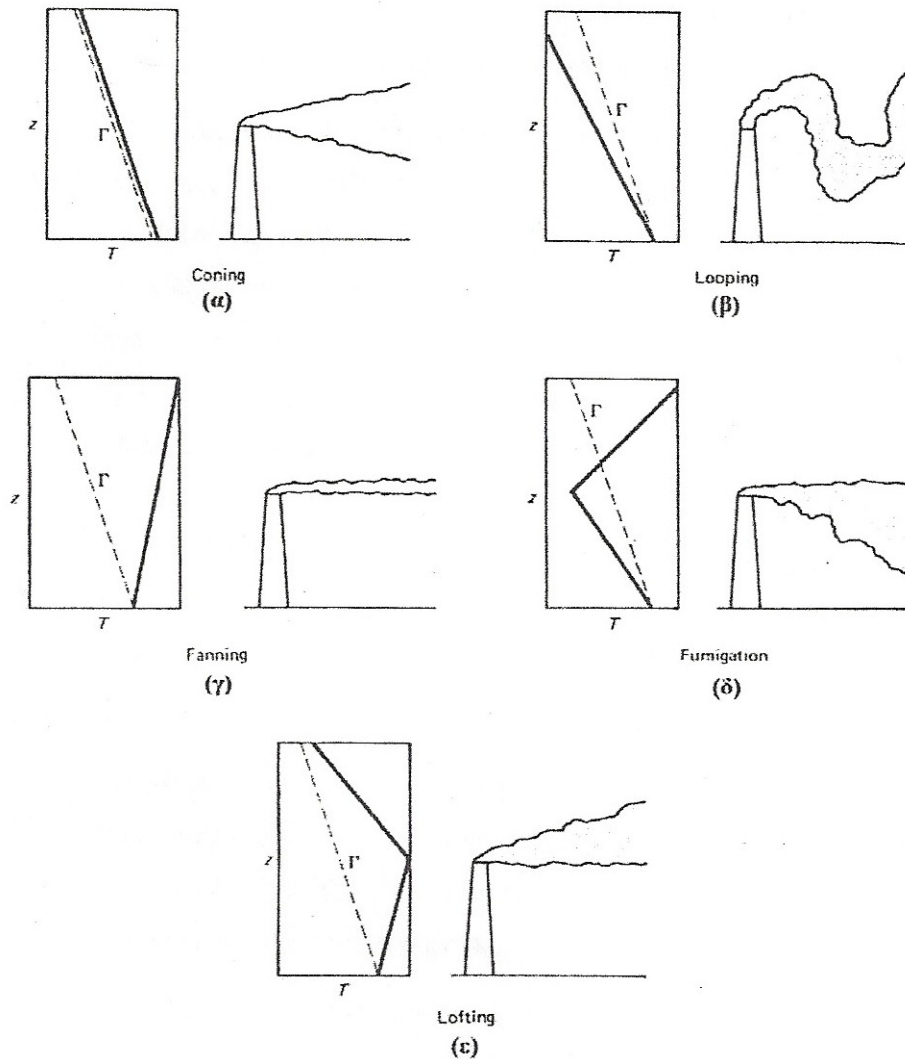 z
Γ
T
Coning
(α)
z
Γ
T
Looping
(β)
z
Γ
T
Fanning
(γ)
z
Γ
T
Fumigation
(δ)
z
Γ
T
Lofting
(ε)